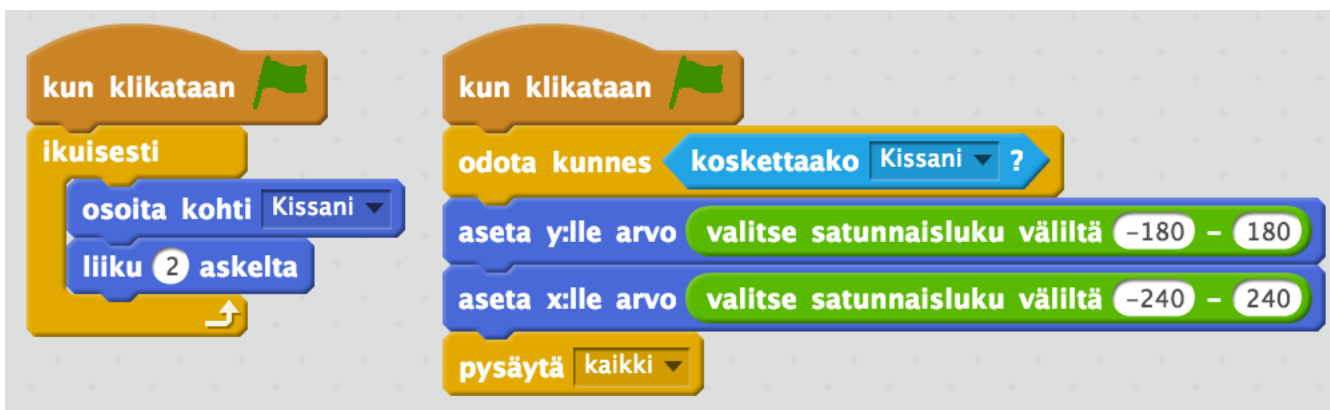 kun klikataan
ikuisesti
osoita kohti Kissani
liiku 2 askelta
kun klikataan
odota kunnes koskettaako Kissani ?
aseta y:lle arvo valitse satunnaisluku väliltä -180 - 180
aseta x:lle arvo valitse satunnaisluku väliltä -240 - 240
pysäytä kaikki